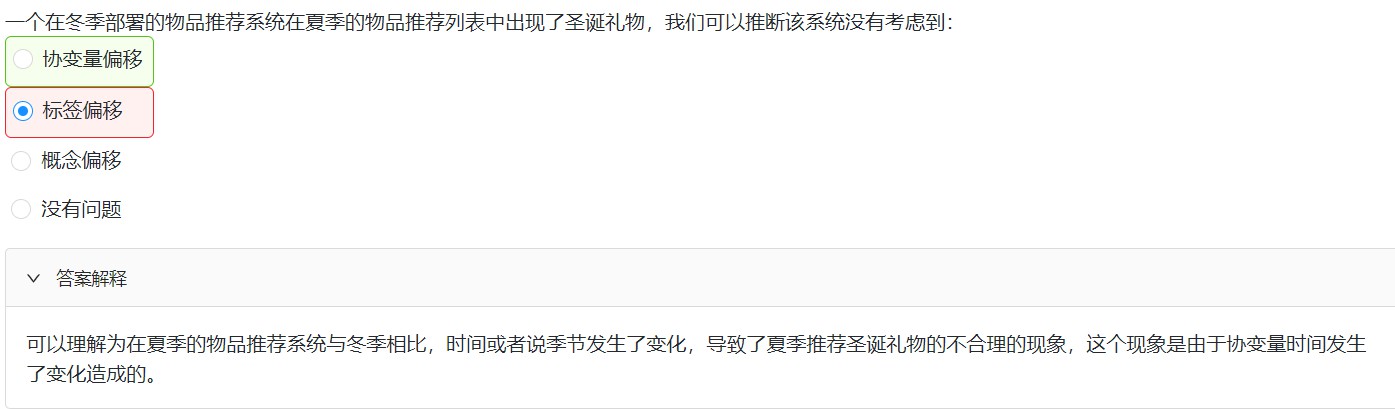 一个在冬季部署的物品推荐系统在夏季的物品推荐列表中出现了圣诞礼物，我们可以推断该系统没有考虑到：
协变量偏移
标签偏移
概念偏移
没有问题
答案解释
可以理解为在夏季的物品推荐系统与冬季相比，时间或者说季节发生了变化，导致了夏季推荐圣诞礼物的不合理的现象，这个现象是由于协变量时间发生
了变化造成的。